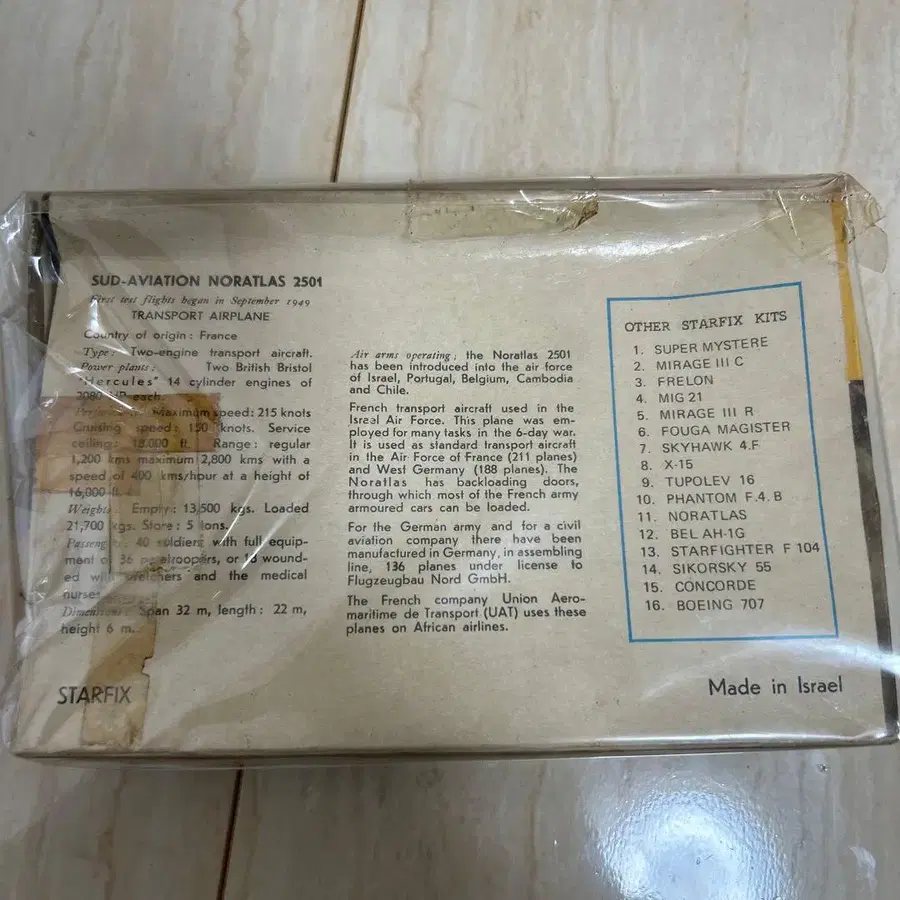 SUD-AVIATION NORATLAS 2501
First test flights began in September 1949
TRANSPORT AIRPLANE
Country of origin : France
Type : Two-engine transport aircraft.
Power plants : Two British Bristol
"Hercules" 14 cylinder engines of
2080 HP each.
Maximum speed : 215 knots
Cruising speed : 150 knots. Service
ceiling : 18.000 ft. Range : regular
1,200 kms maximum 2,800 kms with a
speed of 400 kms/hour at a height of
16,000 ft.
Weights Empty : 13,500 kgs. Loaded
21,700 kgs. Store : 5 tons.
40 soldiers with full equip-
ment or 36 or 18 wound-
ed with and the medical
nurses
Dimensions : Span 32 m, length : 22 m,
height 6 m.
STARFIX
Air arms operating ; the Noratlas 2501
has been introduced into the air force
of Israel, Portugal, Belgium, Cambodia
and Chile.
French transport aircraft used in the
Israel Air Force. This plane was em-
ployed for many tasks in the 6-day war.
It is used as standard transport aircraft
in the Air Force of France (211 planes)
and West Germany (188 planes). The
Noratlas has backloading doors,
through which most of the French army
armoured cars can be loaded.
For the German army and for a civil
aviation company there have been
manufactured in Germany, in assembling
line, 136 planes under license to
Flugzeugbau Nord GmbH.
The French company Union Aero-
maritime de Transport (UAT) uses these
planes on African airlines.
OTHER STARFIX KITS
1. SUPER MYSTERE
2. MIRAGE III C
3. FRELON
4. MIG 21
5. MIRAGE III R
6. FOUGA MAGISTER
7. SKYHAWK 4.F
8. X-15
9. TUPOLEV 16
10. PHANTOM F.4. B
11. NORATLAS
12. BEL AH-1G
13. STARFIGHTER F 104
14. SIKORSKY 55
15. CONCORDE
16. BOEING 707
Made in Israel